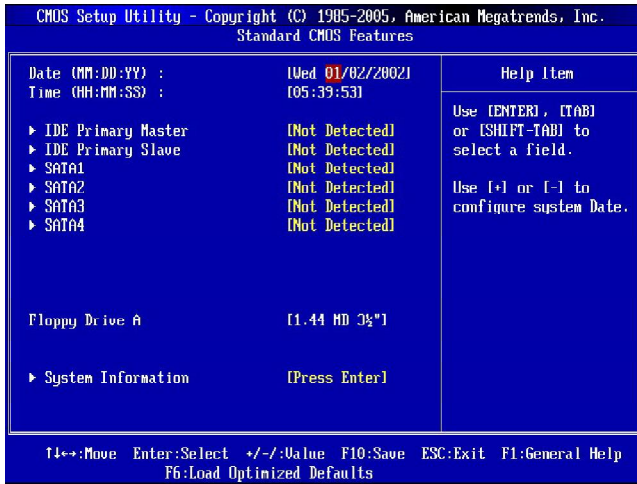 CMOS Setup Utility - Copyright (C) 1985-2005, American Megatrends, Inc.
Standard CMOS Features
Date (MM:DD:YY) : [Wed 01/02/2002]
Time (HH:MM:SS) : [05:39:53]
▶ IDE Primary Master [Not Detected]
▶ IDE Primary Slave [Not Detected]
▶ SATA1 [Not Detected]
▶ SATA2 [Not Detected]
▶ SATA3 [Not Detected]
▶ SATA4 [Not Detected]
Floppy Drive A [1.44 MB 3½"]
▶ System Information [Press Enter]
Help Item
Use [ENTER], [TAB]
or [SHIFT-TAB] to
select a field.
Use [+] or [-] to
configure system Date.
↑↓↔:Move Enter:Select +/-/:Value F10:Save ESC:Exit F1:General Help
F6:Load Optimized Defaults